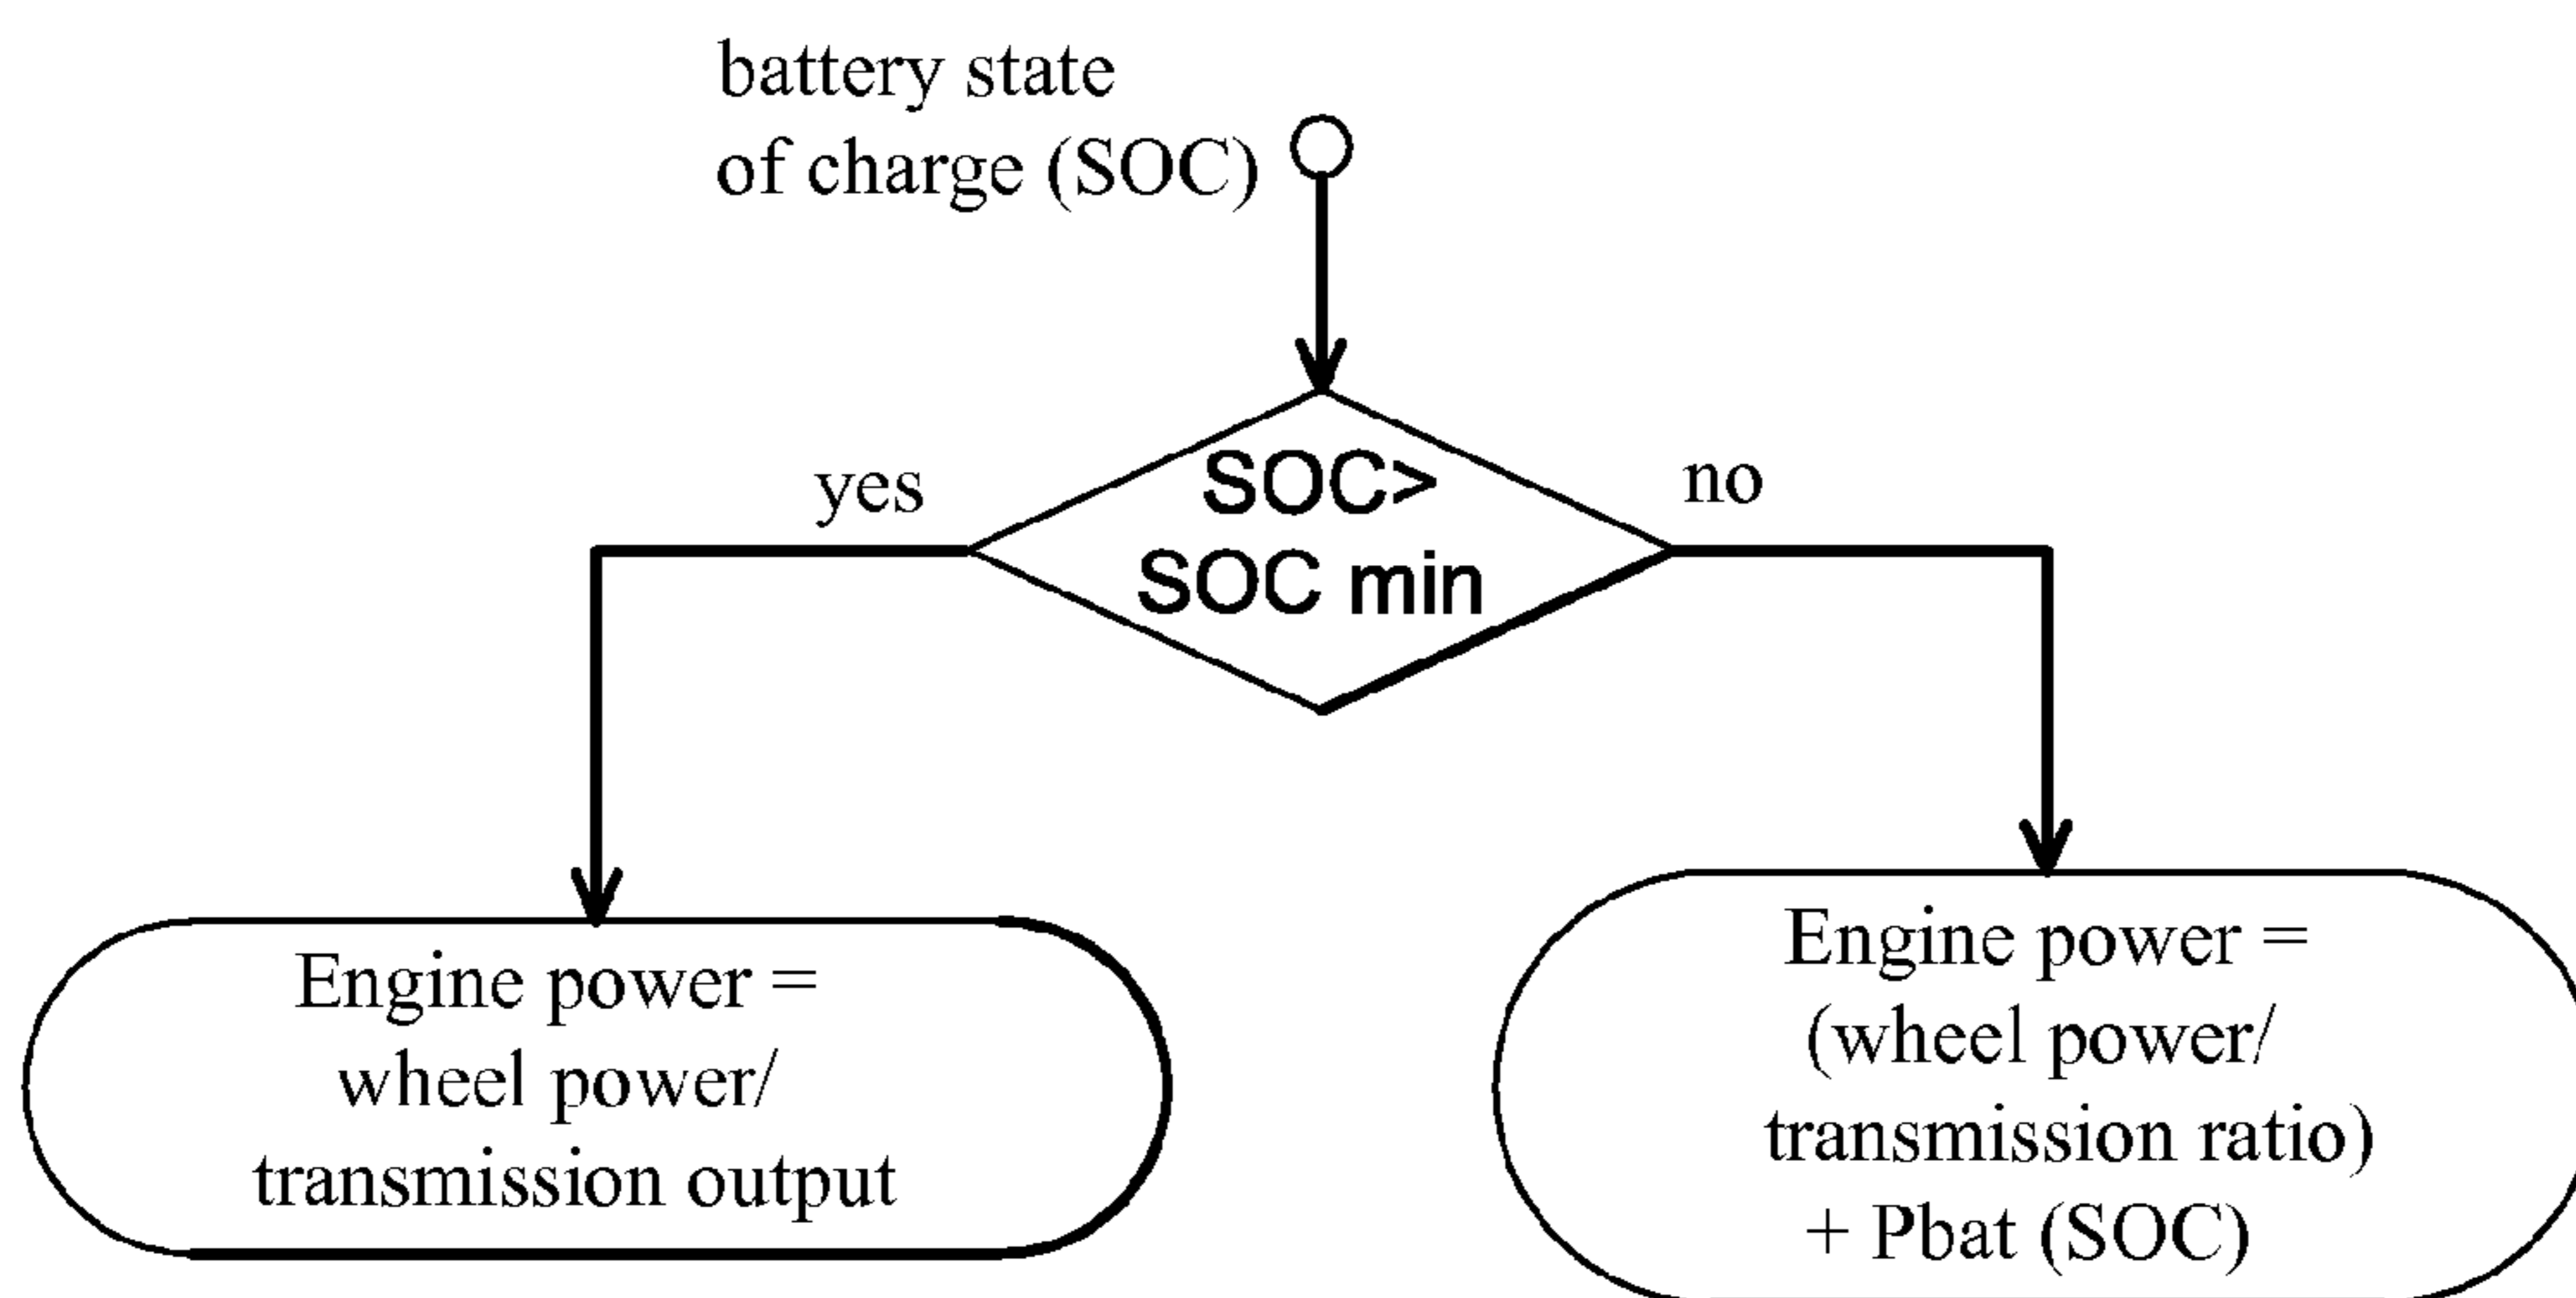 battery state
of charge (SOC)
yes
SOC>
SOC min
no
Engine power =
wheel power/
transmission output
Engine power =
(wheel power/
transmission ratio)
+ Pbat (SOC)